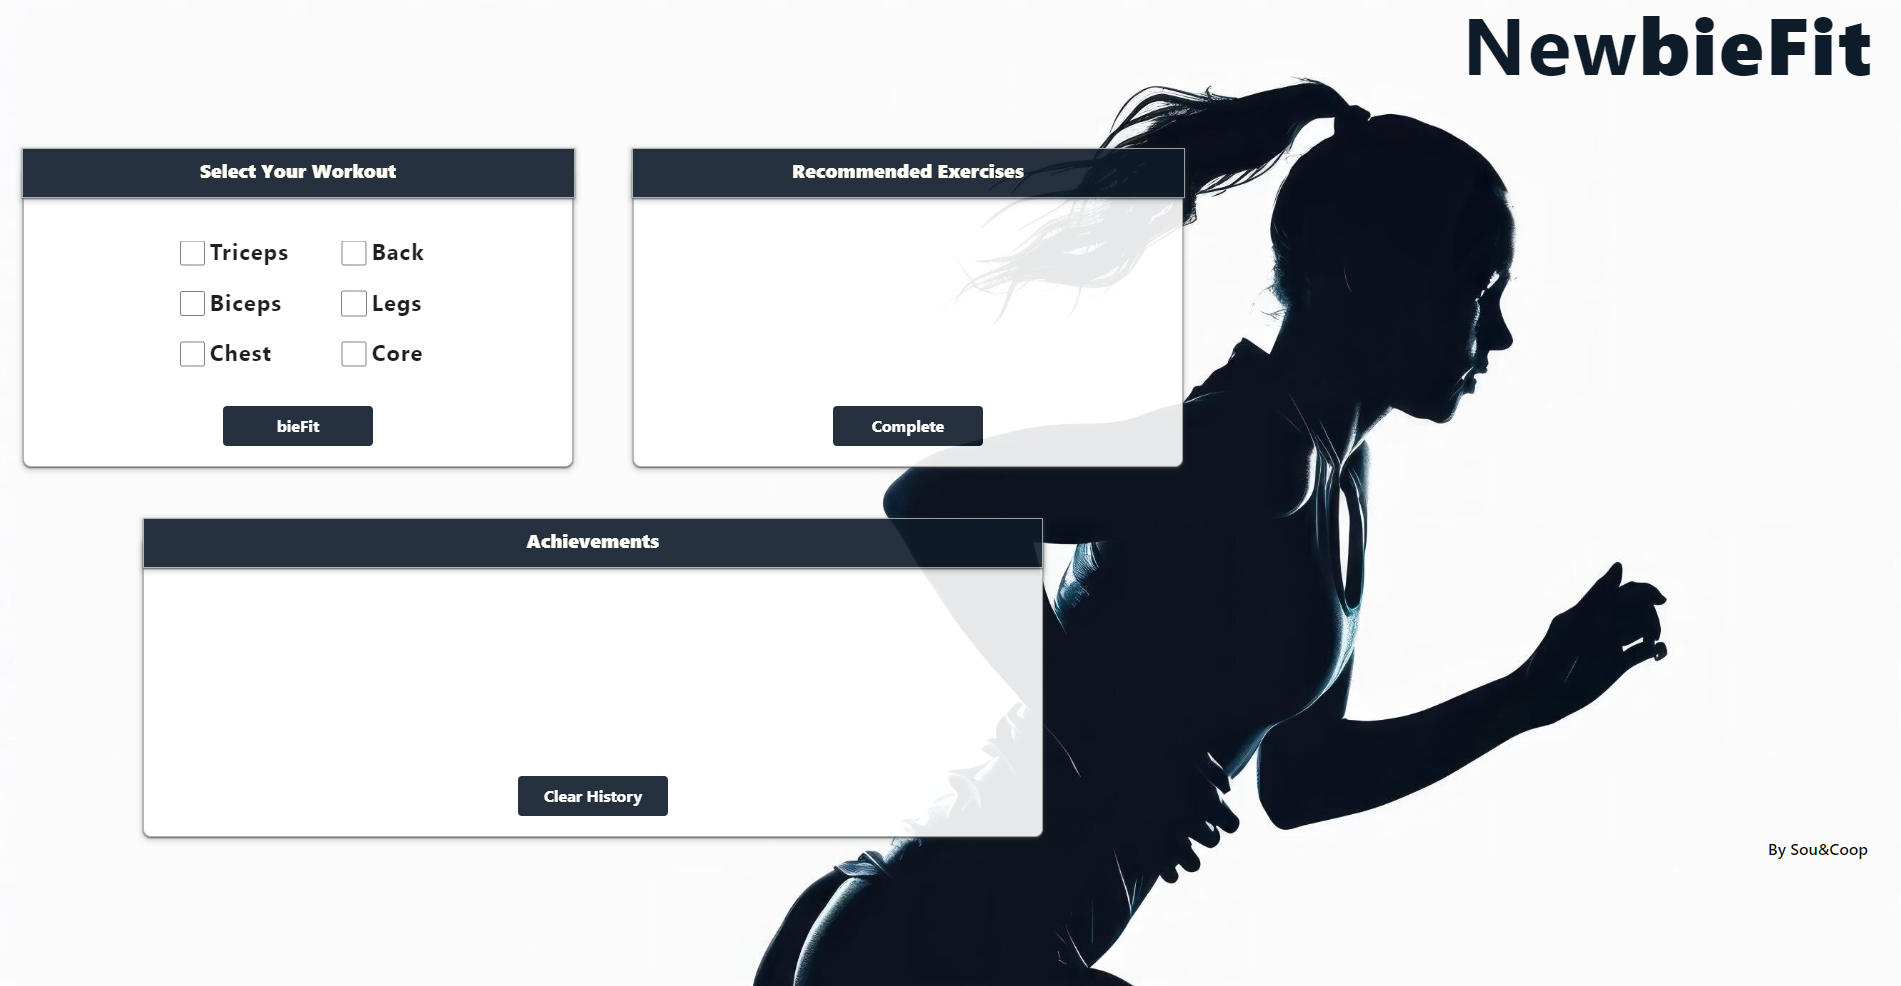 NewbieFit
Select Your Workout
Triceps
Back
Biceps
Legs
Chest
Core
bieFit
Recommended Exercises
Complete
Achievements
Clear History
By Sou&Coop